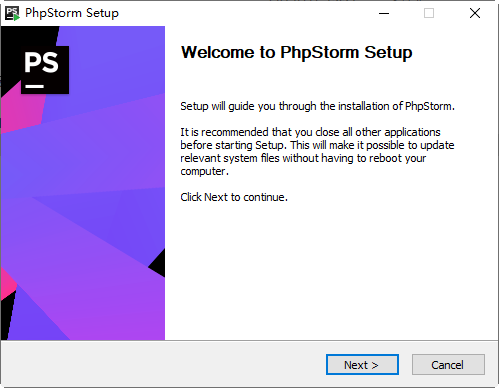 PS PhpStorm Setup
PS
Welcome to PhpStorm Setup
Setup will guide you through the installation of PhpStorm.
It is recommended that you close all other applications
before starting Setup. This will make it possible to update
relevant system files without having to reboot your
computer.
Click Next to continue.
Next >
Cancel